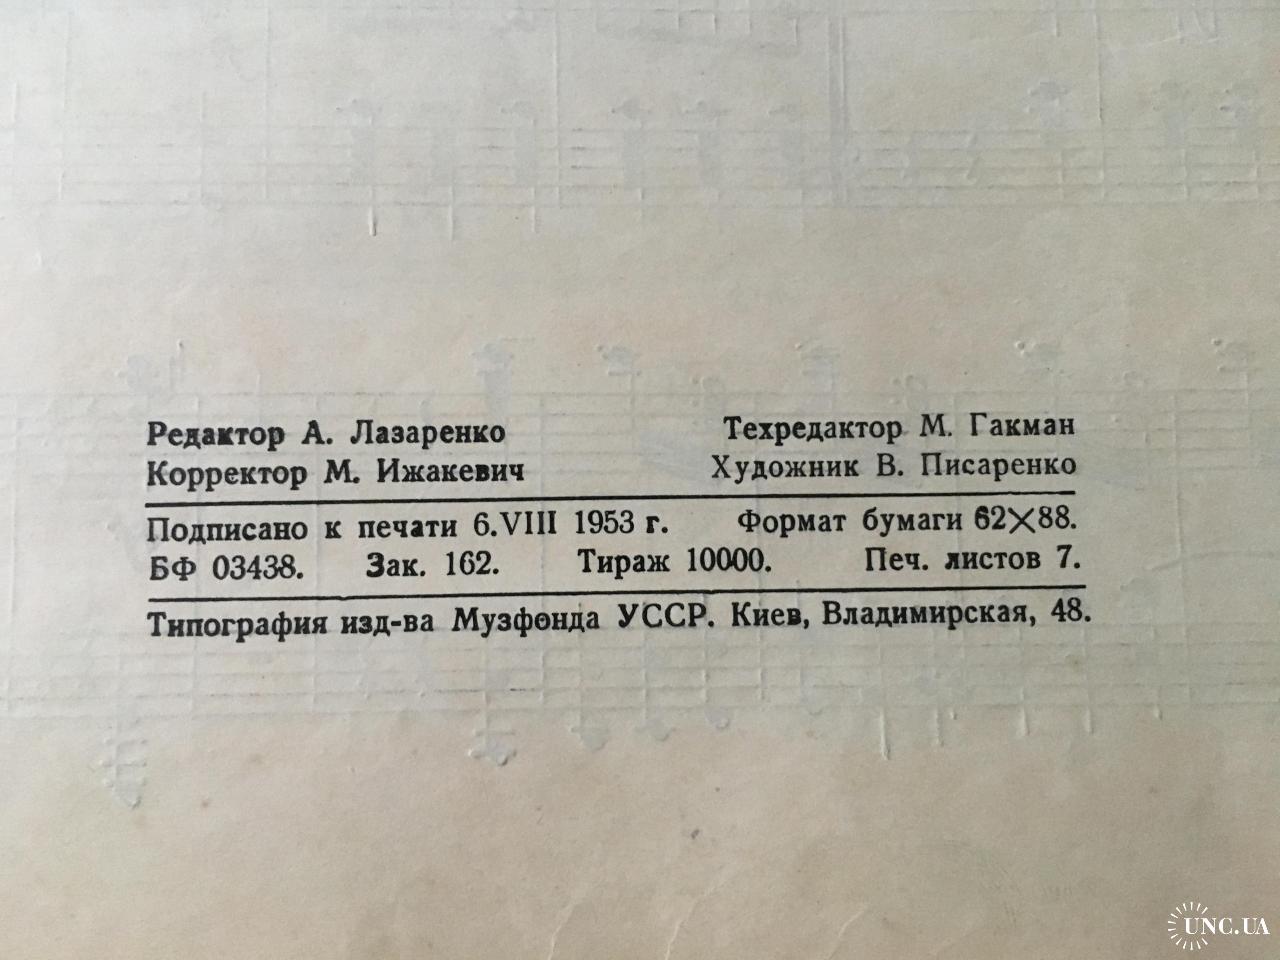 Редактор А. Лазаренко Техредактор М. Гакман
Корректор М. Ижакевич Художник В. Писаренко
Подписано к печати 6.VIII 1953 г. Формат бумаги 62×88.
БФ 03438. Зак. 162. Тираж 10000. Печ. листов 7.
Типография изд-ва Музфонда УССР. Киев, Владимирская, 48.
UNC.UA